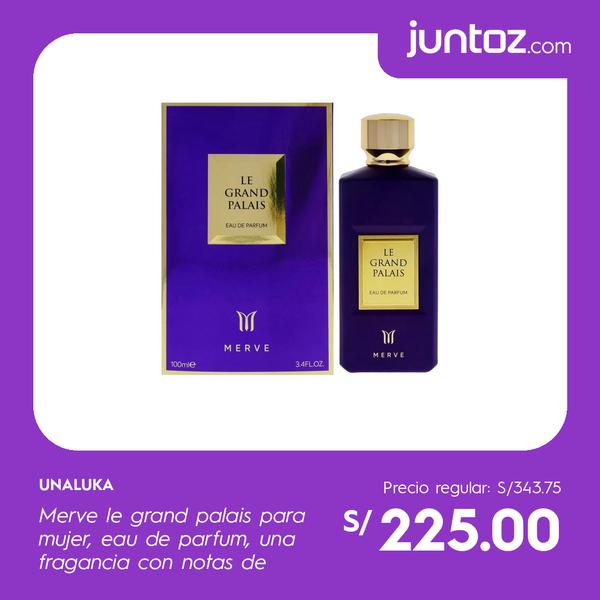 juntoz.com
LE
GRAND
PALAIS
EAU DE PARFUM
MERVE
100ml e
3.4FL.OZ.
LE
GRAND
PALAIS
EAU DE PARFUM
MERVE
UNALUKA
Merve le grand palais para
mujer, eau de parfum, una
fragancia con notas de
Precio regular: S/343.75
S/ 225.00